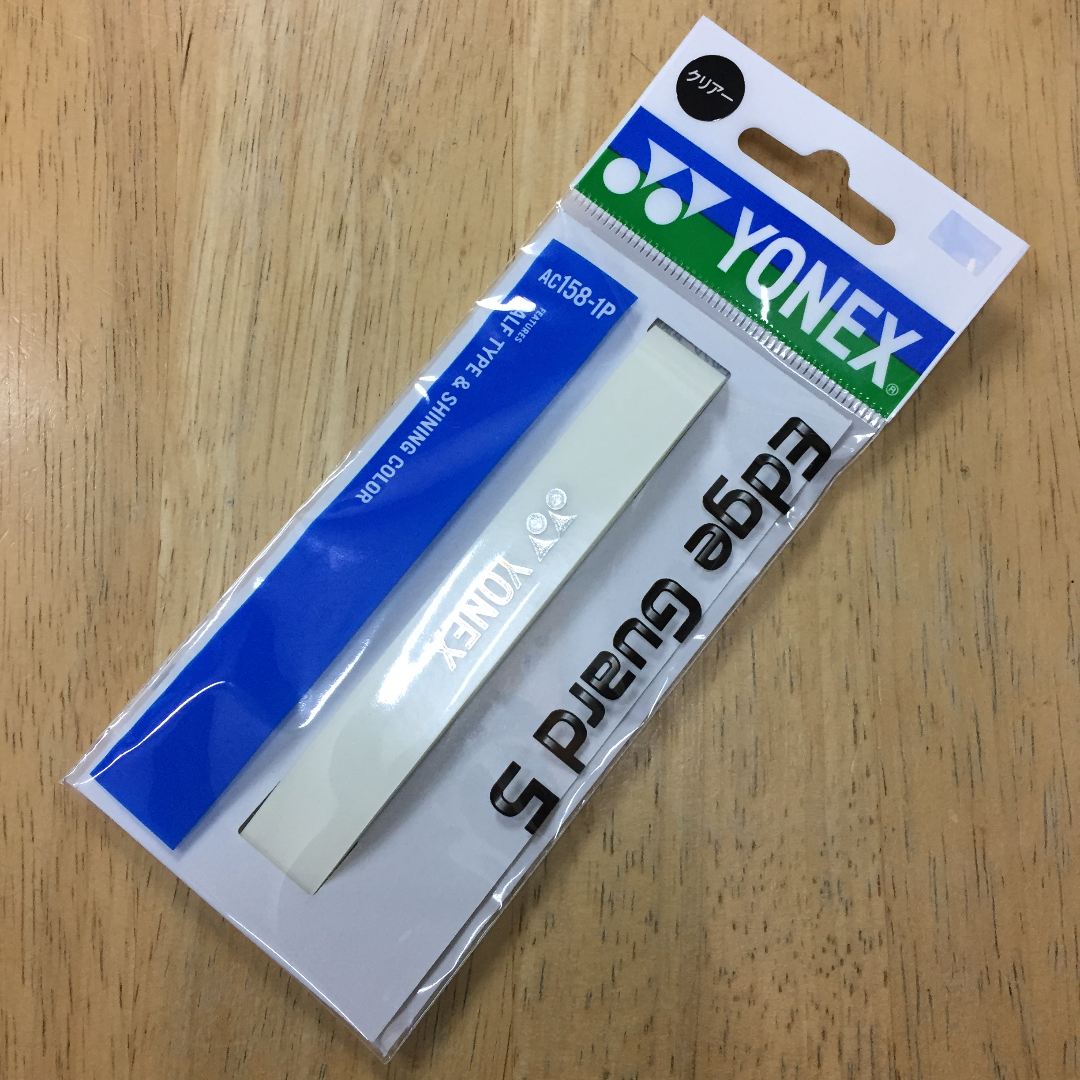 クリアー
YONEX®
AC158-1P
FEATURES
HALF TYPE & SHINING COLOR
YONEX
Edge Guard 5